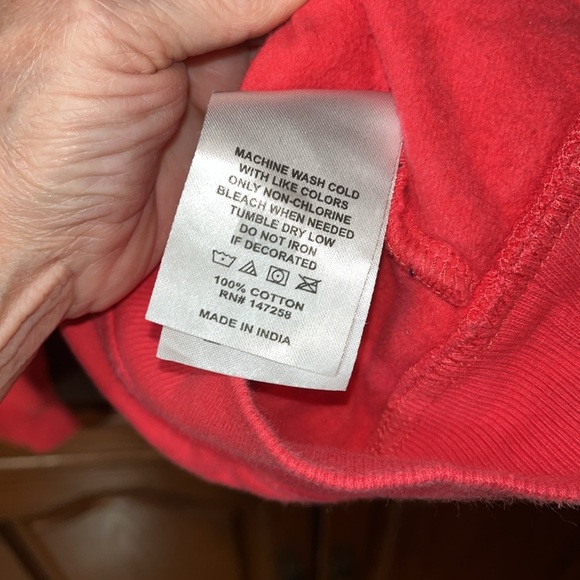 MACHINE WASH COLD
WITH LIKE COLORS
ONLY NON-CHLORINE
BLEACH WHEN NEEDED
TUMBLE DRY LOW
DO NOT IRON
IF DECORATED
100% COTTON
RN# 147258
MADE IN INDIA